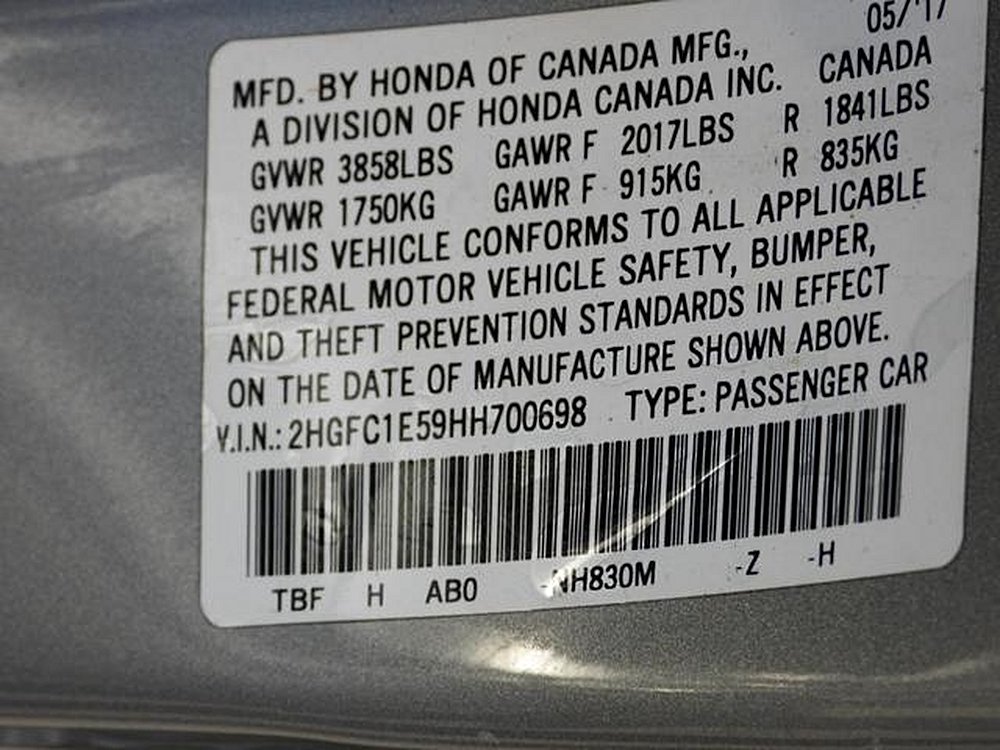 05/'17
MFD. BY HONDA OF CANADA MFG.,
A DIVISION OF HONDA CANADA INC. CANADA
GVWR 3858LBS GAWR F 2017LBS R 1841LBS
GVWR 1750KG GAWR F 915KG R 835KG
THIS VEHICLE CONFORMS TO ALL APPLICABLE
FEDERAL MOTOR VEHICLE SAFETY, BUMPER,
AND THEFT PREVENTION STANDARDS IN EFFECT
ON THE DATE OF MANUFACTURE SHOWN ABOVE.
V.I.N.: 2HGFC1E59HH700698 TYPE: PASSENGER CAR
TBF H AB0 -NH830M -Z -H